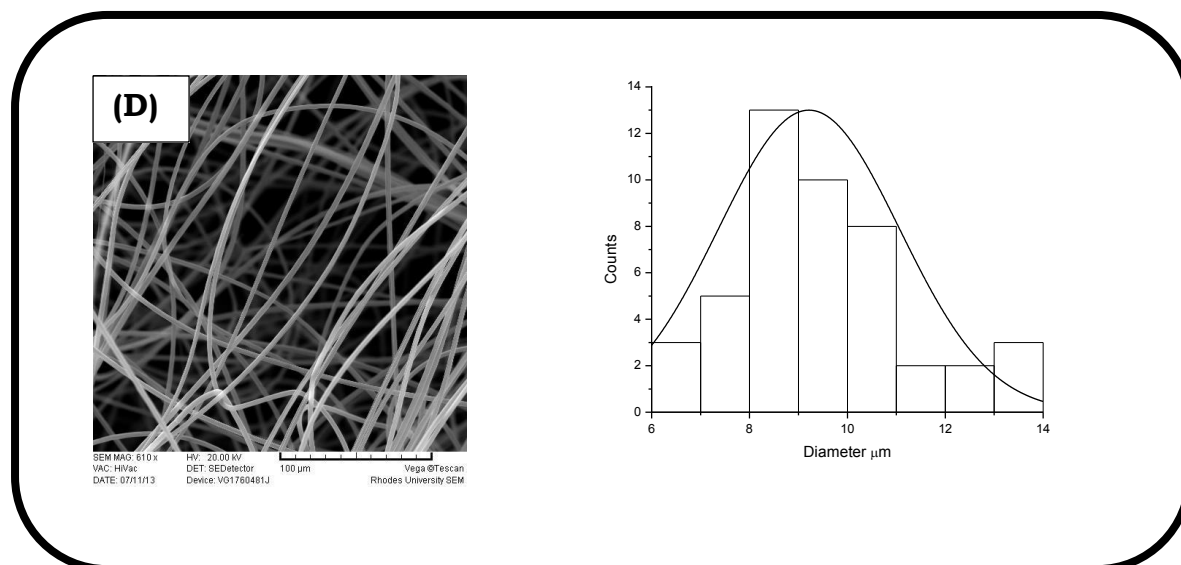 (D)
SEM MAG: 610 x HV: 20.00 kV
VAC: HiVac DET: SEDetector 100 µm Vega ©Tescan
DATE: 07/11/13 Device: VG1760481J Rhodes University SEM
14
12
10
8
6
4
2
0
Counts
6 8 10 12 14
Diameter µm